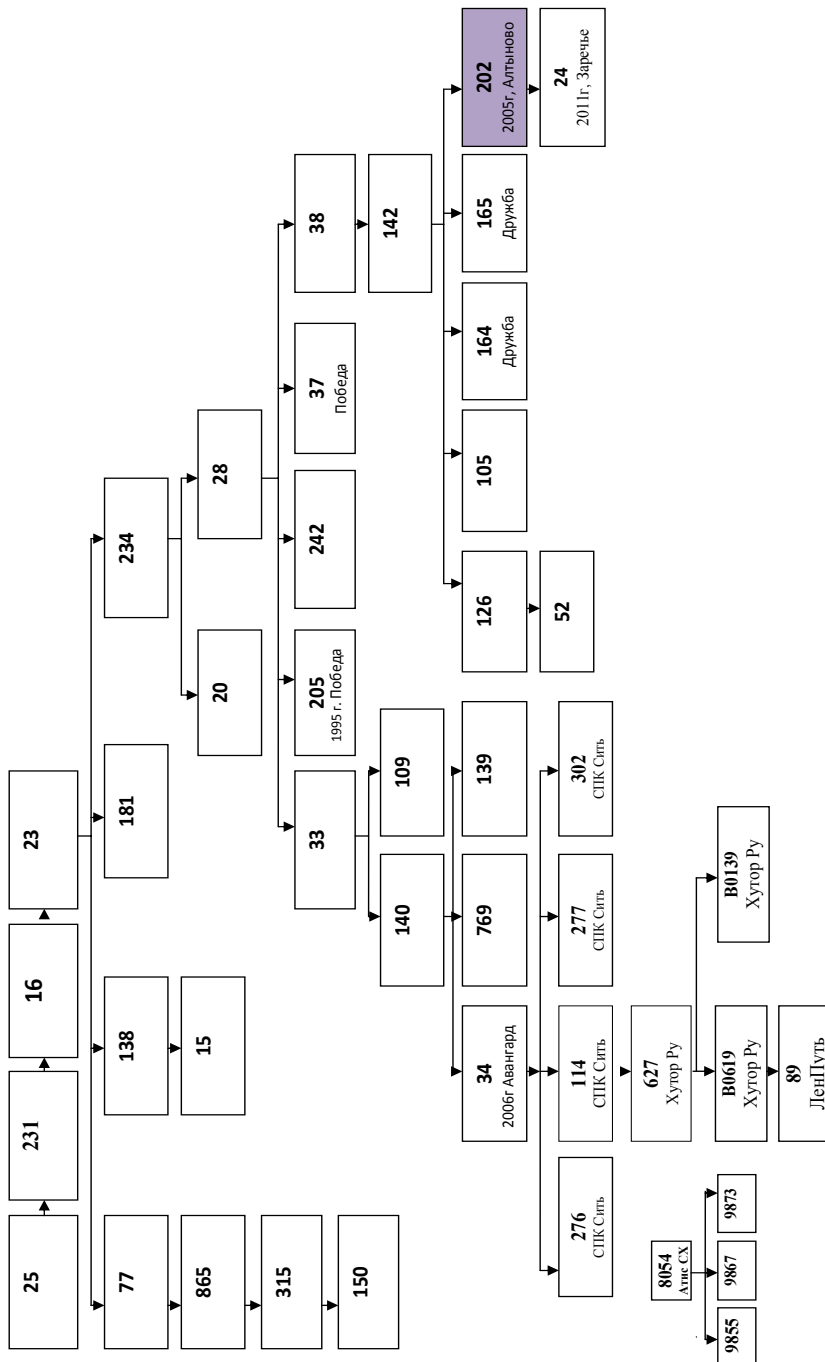 25
231
16
23
77
138
181
234
865
15
20
28
315
33
205
1995 г. Победа
242
37
Победа
38
150
140
109
142
34
2006г Авангард
769
139
126
105
164
Дружба
165
Дружба
202
2005г, Алтыново
276
СПК Сить
114
СПК Сить
277
СПК Сить
302
СПК Сить
52
24
2011г, Заречье
8054
Атис СХ
627
Хутор Ру
9855
9867
9873
В0619
Хутор Ру
В0139
Хутор Ру
89
ЛенПуть